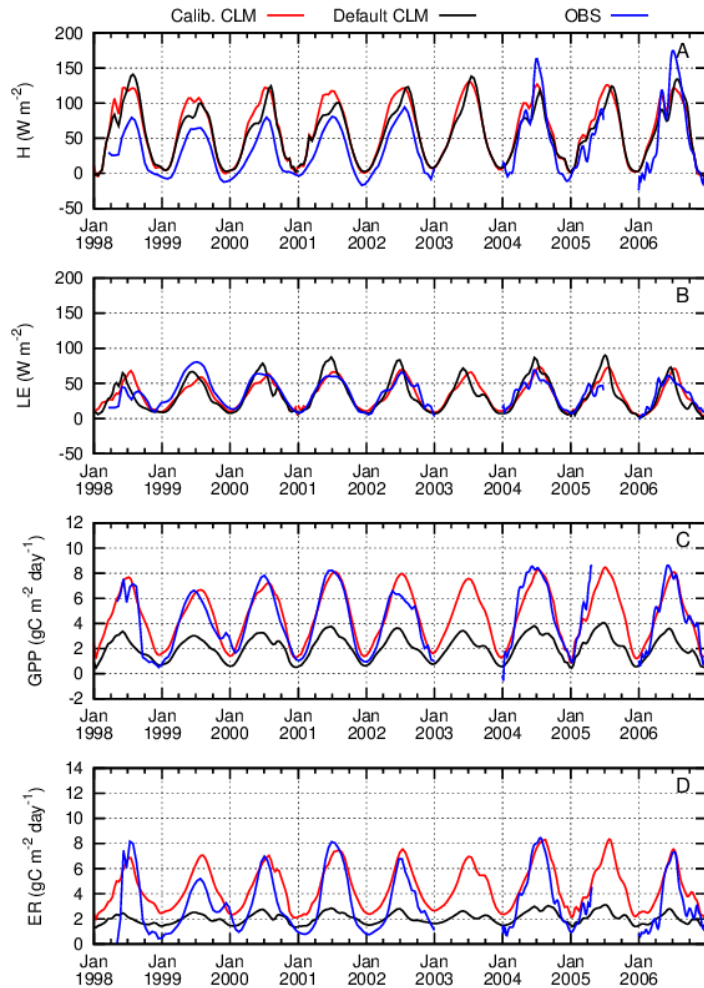 Calib. CLM Default CLM OBS
200
150
100
50
0
-50
H (W m-2)
A
Jan Jan Jan Jan Jan Jan Jan Jan Jan
1998 1999 2000 2001 2002 2003 2004 2005 2006
200
150
100
50
0
-50
LE (W m-2)
B
Jan Jan Jan Jan Jan Jan Jan Jan Jan
1998 1999 2000 2001 2002 2003 2004 2005 2006
12
10
8
6
4
2
0
-2
GPP (gC m-2 day-1)
C
Jan Jan Jan Jan Jan Jan Jan Jan Jan
1998 1999 2000 2001 2002 2003 2004 2005 2006
14
12
10
8
6
4
2
0
ER (gC m-2 day-1)
D
Jan Jan Jan Jan Jan Jan Jan Jan Jan
1998 1999 2000 2001 2002 2003 2004 2005 2006